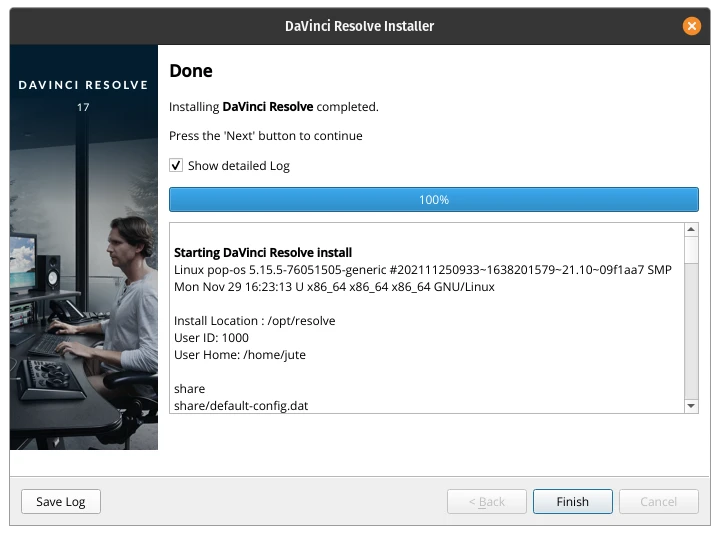 DaVinci Resolve Installer
DAVINCI RESOLVE
17
Done
Installing DaVinci Resolve completed.
Press the 'Next' button to continue
Show detailed Log
100%
Starting DaVinci Resolve install
Linux pop-os 5.15.5-76051505-generic #202111250933~1638201579~21.10~09f1aa7 SMP
Mon Nov 29 16:23:13 U x86_64 x86_64 x86_64 GNU/Linux
Install Location : /opt/resolve
User ID: 1000
User Home: /home/jute
share
share/default-config.dat
Save Log
< Back
Finish
Cancel